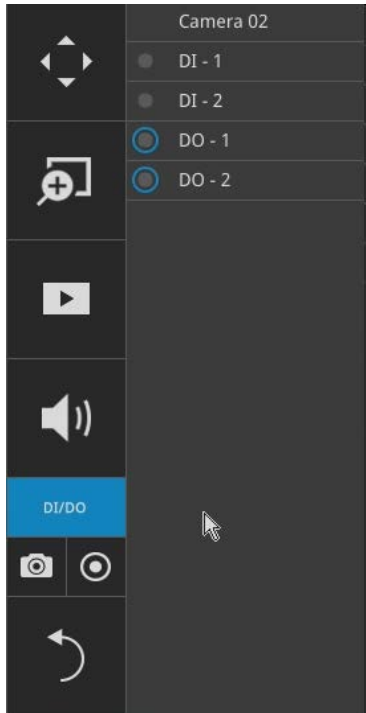 Camera 02
DI - 1
DI - 2
DO - 1
DO - 2
DI/DO